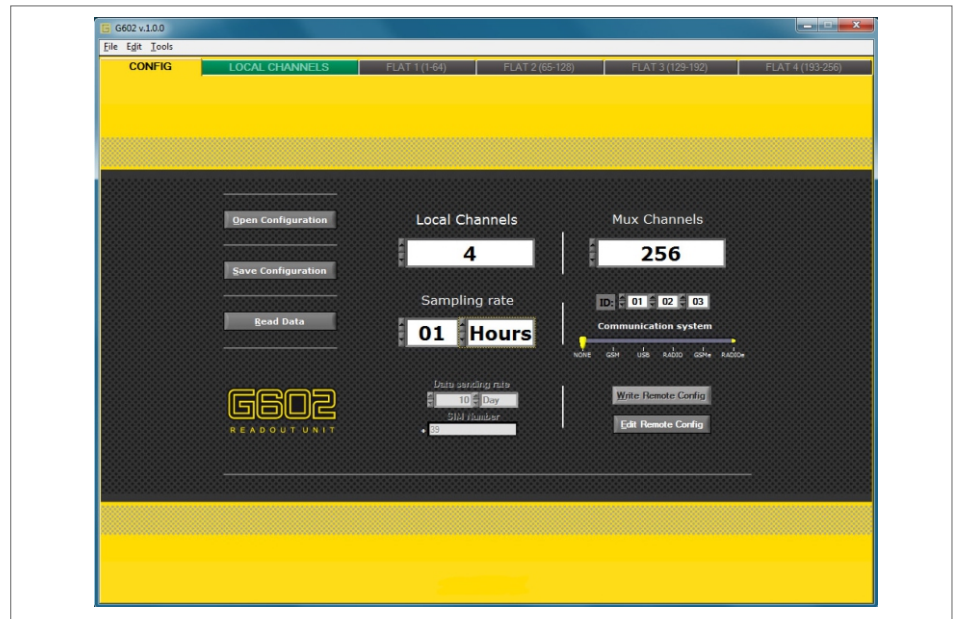 G602 v.1.0.0
File Edit Tools
CONFIG LOCAL CHANNELS FLAT 1 (1-64) FLAT 2 (65-128) FLAT 3 (129-192) FLAT 4 (193-256)
Open Configuration
Local Channels Mux Channels
4 256
Save Configuration
Sampling rate
ID: 01 02 03
Read Data
01 Hours
Communication system
NONE GSM USB RADIO GSMe RADIOe
Data sending rate
10 Day
Write Remote Config
G602
SIM Number
READOUT UNIT
+ 39
Edit Remote Config